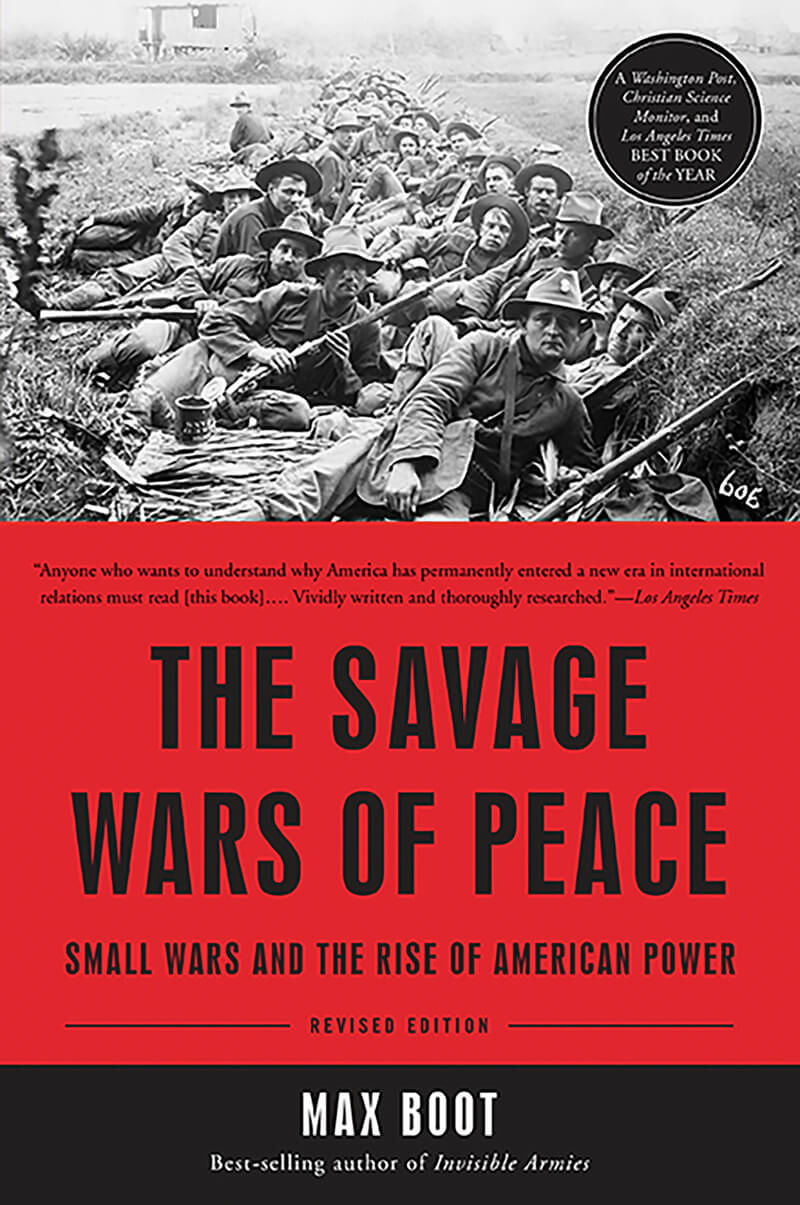 A Washington Post,
Christian Science
Monitor, and
Los Angeles Times
BEST BOOK
of the YEAR
606
“Anyone who wants to understand why America has permanently entered a new era in international
relations must read [this book].... Vividly written and thoroughly researched.”—Los Angeles Times
THE SAVAGE
WARS OF PEACE
SMALL WARS AND THE RISE OF AMERICAN POWER
REVISED EDITION
MAX BOOT
Best-selling author of Invisible Armies